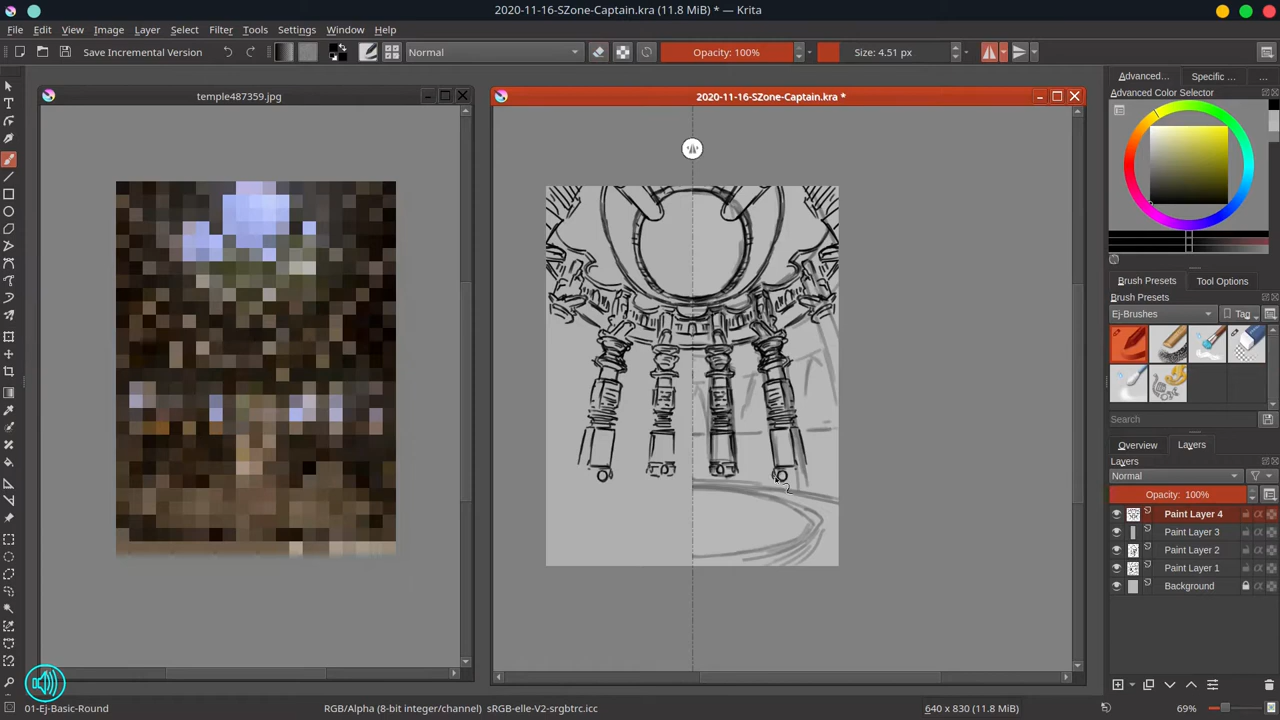 2020-11-16-SZone-Captain.kra (11.8 MiB) * — Krita
File Edit View Image Layer Select Filter Tools Settings Window Help
Save Incremental Version
Normal
Opacity: 100%
Size: 4.51 px
temple487359.jpg
2020-11-16-SZone-Captain.kra *
Advanced...
Specific ...
...
Advanced Color Selector
Brush Presets
Tool Options
Brush Presets
Ej-Brushes
Tag
Search
Overview
Layers
Layers
Normal
Opacity: 100%
Paint Layer 4
Paint Layer 3
Paint Layer 2
Paint Layer 1
Background
01-Ej-Basic-Round
RGB/Alpha (8-bit integer/channel) sRGB-elle-V2-srgbtrc.icc
640 x 830 (11.8 MiB)
69%